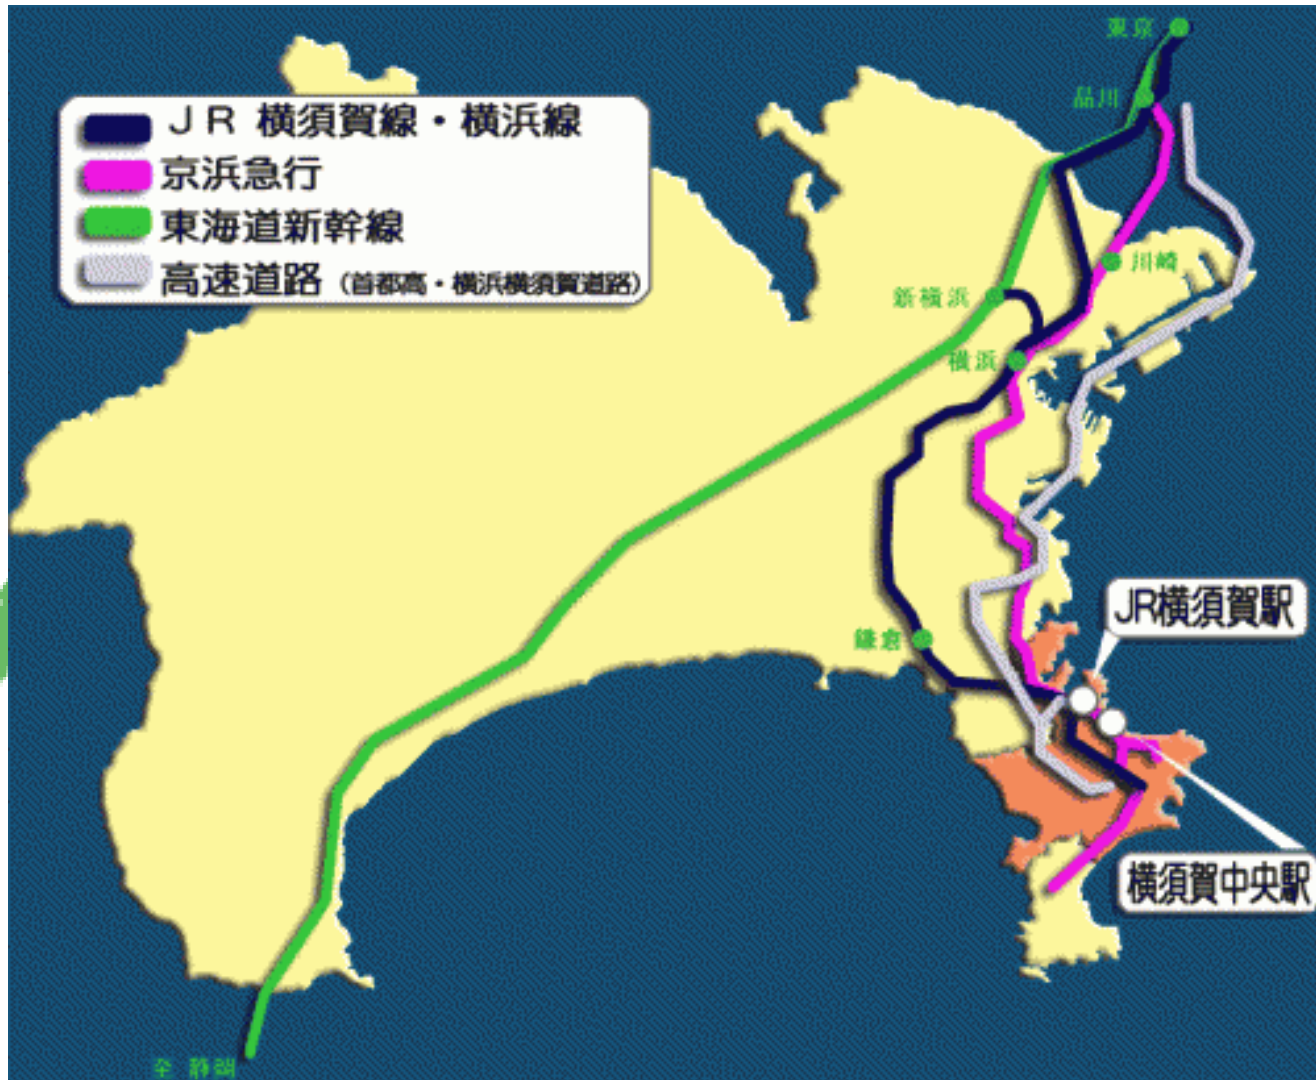 東京
品川
JR 横須賀線・横浜線
京浜急行
東海道新幹線
高速道路 (首都高・横浜横須賀道路)
川崎
新横浜
横浜
JR横須賀駅
鎌倉
横須賀中央駅
至 静岡